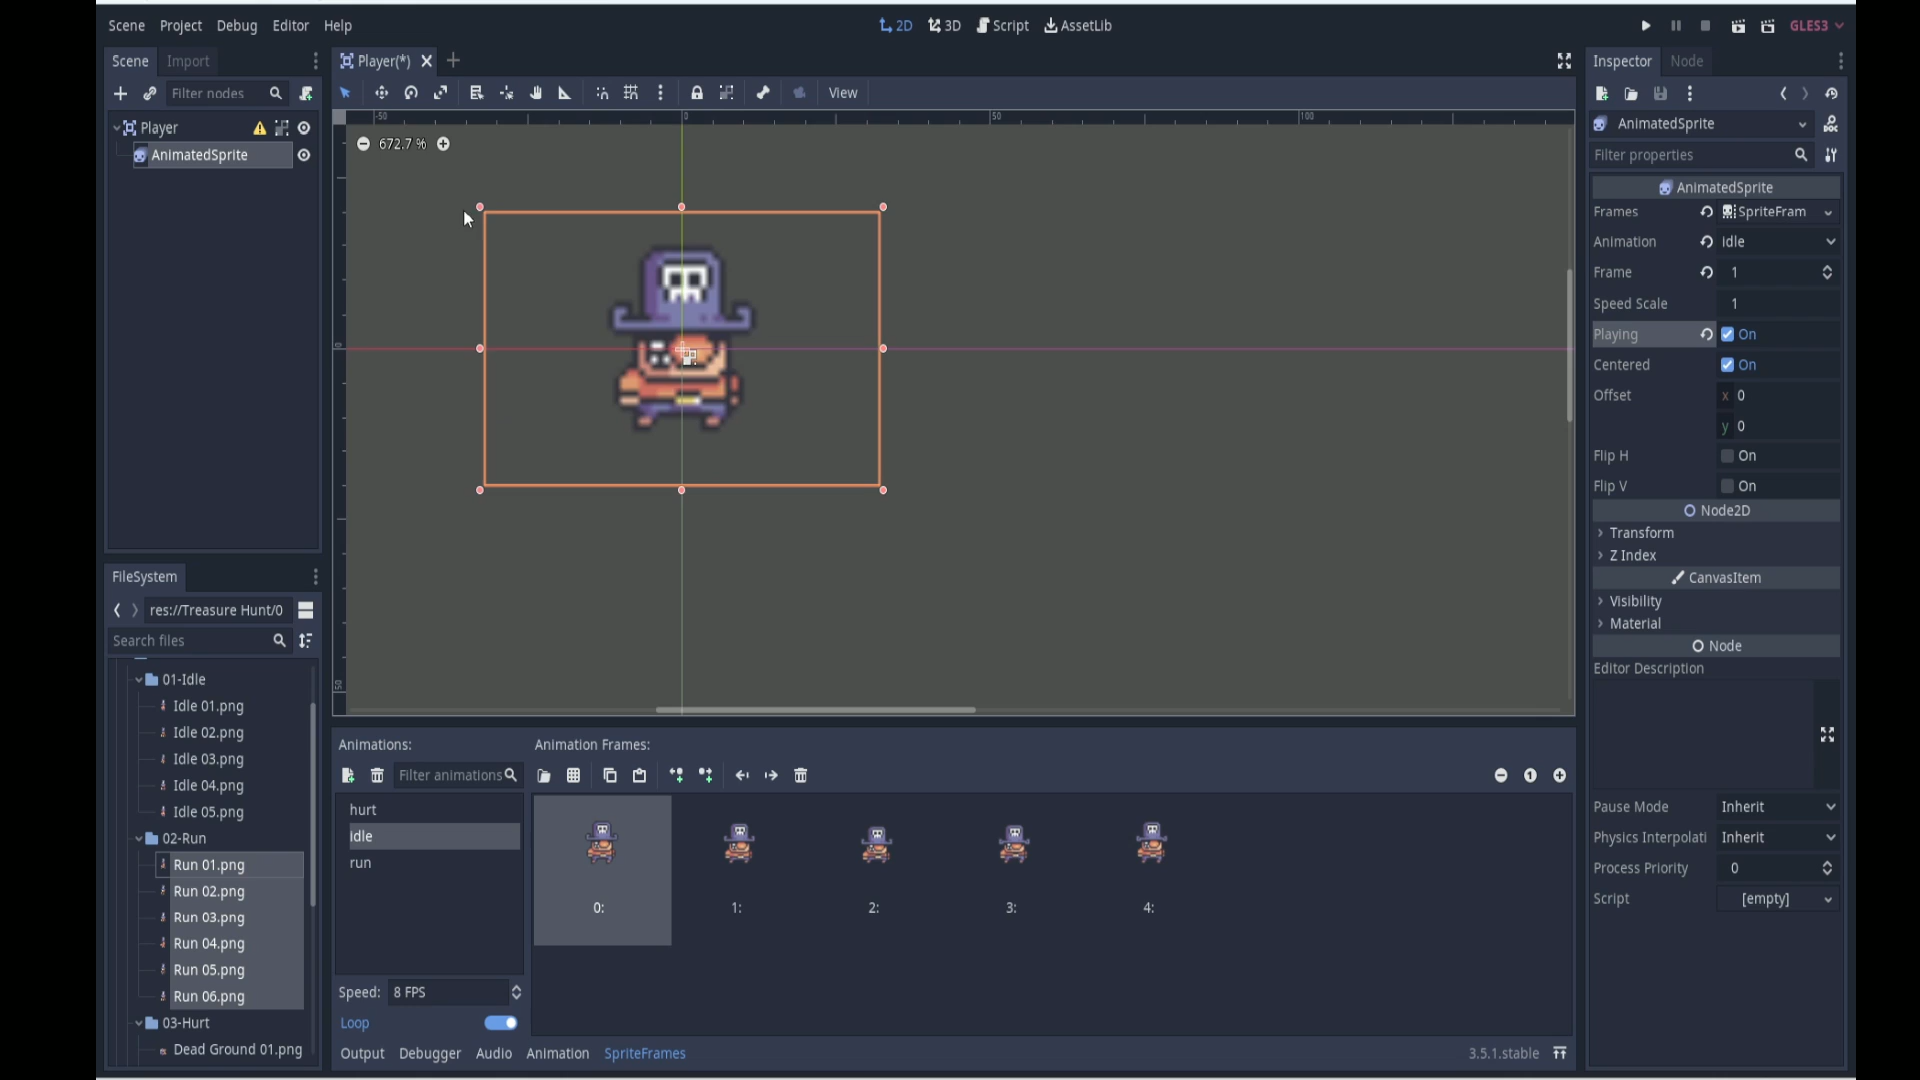 Scene Project Debug Editor Help
2D 3D Script AssetLib
GLES3
Scene Import
Filter nodes
Player
AnimatedSprite
Player(*)
View
-50 0 50 100
672.7 %
0
50
FileSystem
res://Treasure Hunt/0
Search files
01-Idle
Idle 01.png
Idle 02.png
Idle 03.png
Idle 04.png
Idle 05.png
02-Run
Run 01.png
Run 02.png
Run 03.png
Run 04.png
Run 05.png
Run 06.png
03-Hurt
Dead Ground 01.png
Animations:
Filter animations
hurt
idle
run
Speed: 8 FPS
Loop
Animation Frames:
0: 1: 2: 3: 4:
Output Debugger Audio Animation SpriteFrames
3.5.1.stable
Inspector Node
AnimatedSprite
DOC
Filter properties
AnimatedSprite
Frames SpriteFram
Animation idle
Frame 1
Speed Scale 1
Playing On
Centered On
Offset x 0
y 0
Flip H On
Flip V On
Node2D
Transform
Z Index
CanvasItem
Visibility
Material
Node
Editor Description
Pause Mode Inherit
Physics Interpolati Inherit
Process Priority 0
Script [empty]